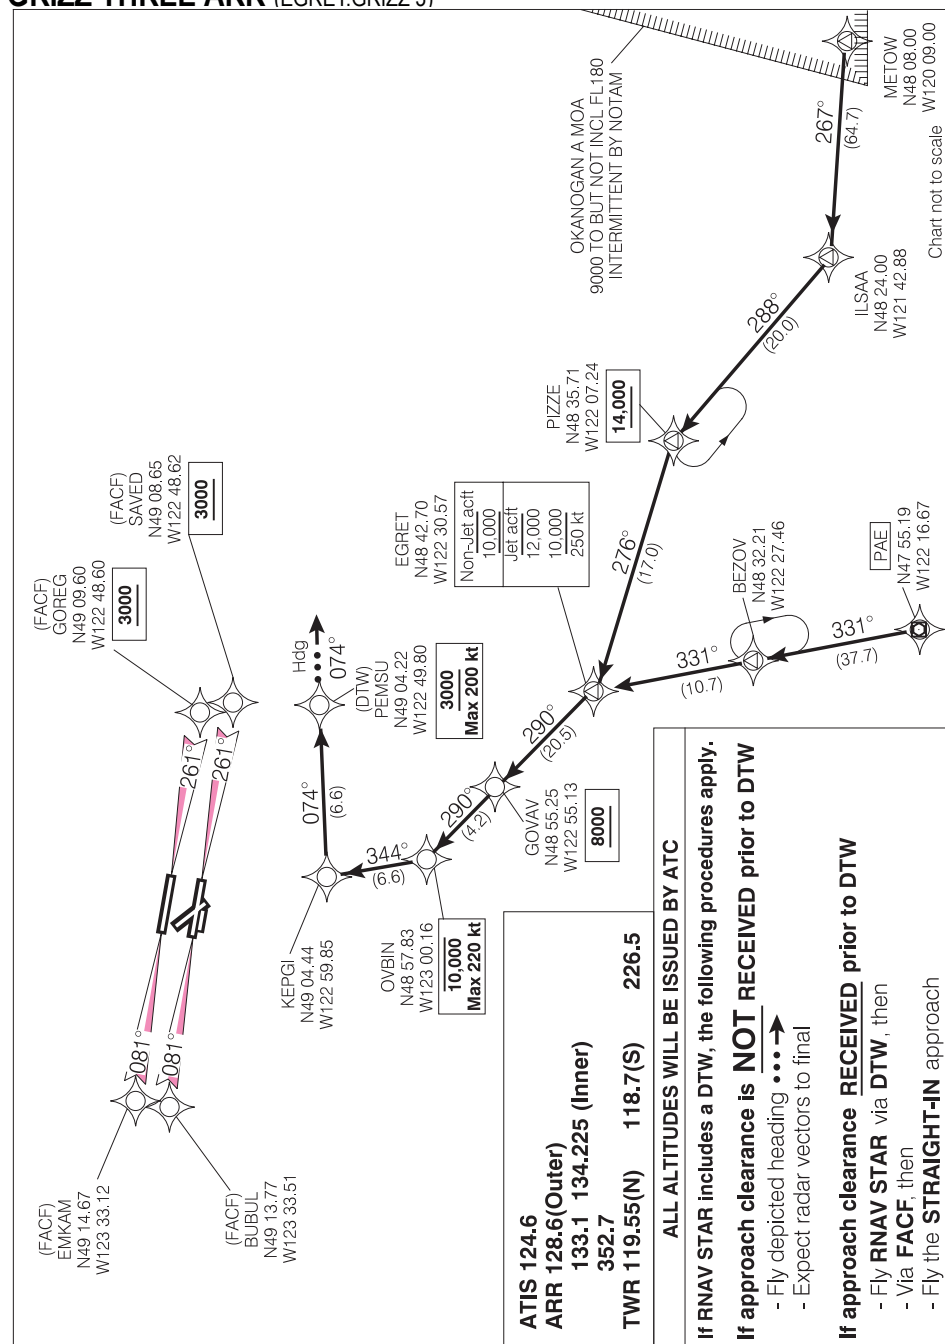 GRIZZ THREE ARR (EGRET.GRIZZ 3)
(FACF)
EMKAM
N49 14.67
W123 33.12
(FACF)
BUBUL
N49 13.77
W123 33.51
081°
081°
261°
261°
(FACF)
GOREG
N49 09.60
W122 48.60
3000
(FACF)
SAVED
N49 08.65
W122 48.62
3000
KEPGI
N49 04.44
W122 59.85
074°
(6.6)
Hdg
074°
(DTW)
PEMSU
N49 04.22
W122 49.80
3000
Max 200 kt
344°
(6.6)
OVBIN
N48 57.83
W123 00.16
10,000
Max 220 kt
290°
(4.2)
GOVAV
N48 55.25
W122 55.13
8000
290°
(20.5)
EGRET
N48 42.70
W122 30.57
Non-Jet acft
10,000
Jet acft
12,000
10,000
250 kt
276°
(17.0)
PIZZE
N48 35.71
W122 07.24
14,000
288°
(20.0)
ILSAA
N48 24.00
W121 42.88
267°
(64.7)
METOW
N48 08.00
W120 09.00
OKANOGAN A MOA
9000 TO BUT NOT INCL FL180
INTERMITTENT BY NOTAM
331°
(10.7)
BEZOV
N48 32.21
W122 27.46
331°
(37.7)
PAE
N47 55.19
W122 16.67
Chart not to scale
ATIS 124.6
ARR 128.6(Outer)
133.1 134.225 (Inner)
352.7
TWR 119.55(N) 118.7(S) 226.5
ALL ALTITUDES WILL BE ISSUED BY ATC
If RNAV STAR includes a DTW, the following procedures apply.
If approach clearance is NOT RECEIVED prior to DTW
- Fly depicted heading
- Expect radar vectors to final
If approach clearance RECEIVED prior to DTW
- Fly RNAV STAR via DTW, then
- Via FACF, then
- Fly the STRAIGHT-IN approach